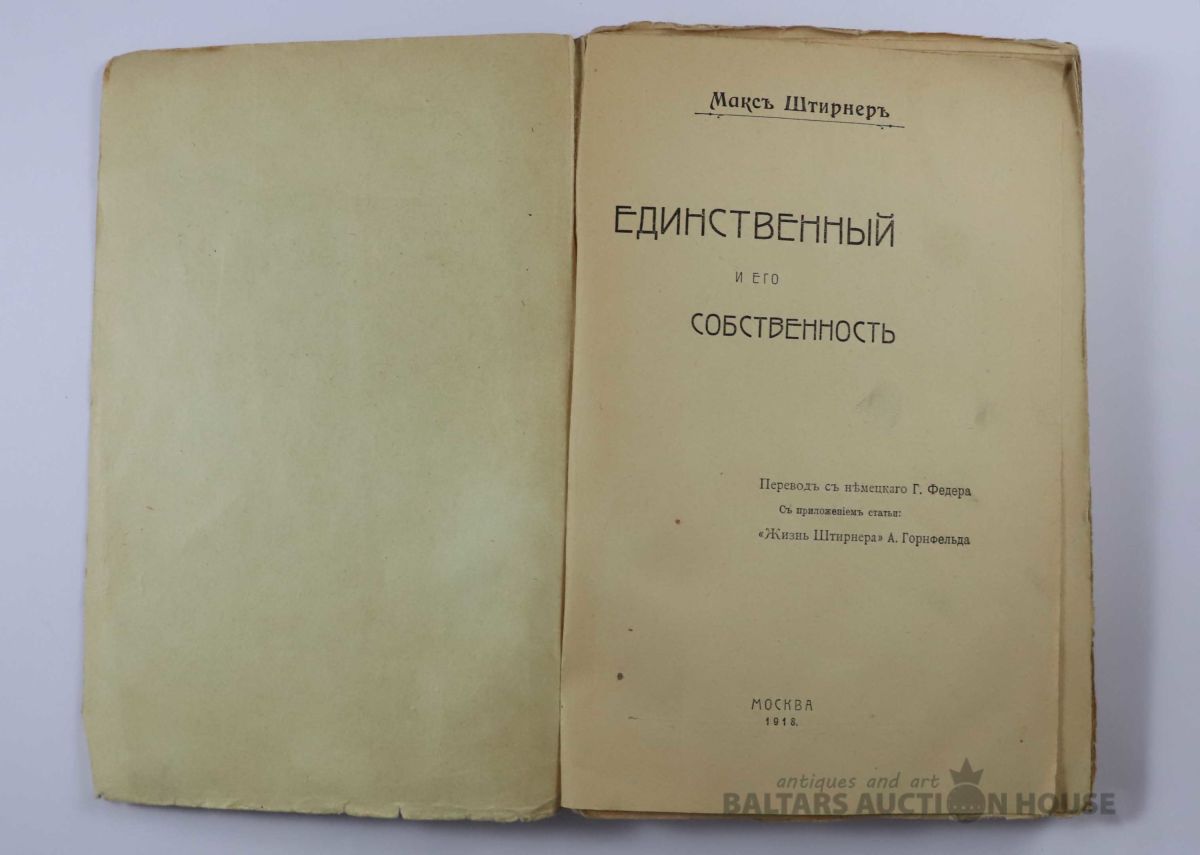 Максъ Штирнеръ
ЕДИНСТВЕННЫЙ
И ЕГО
СОБСТВЕННОСТЬ
Переводъ съ нѣмецкаго Г. Федера
Съ приложеніемъ статьи:
«Жизнь Штирнера» А. Горнфельда
МОСКВА
1918.
antiques and art
BALTARS AUCTION HOUSE